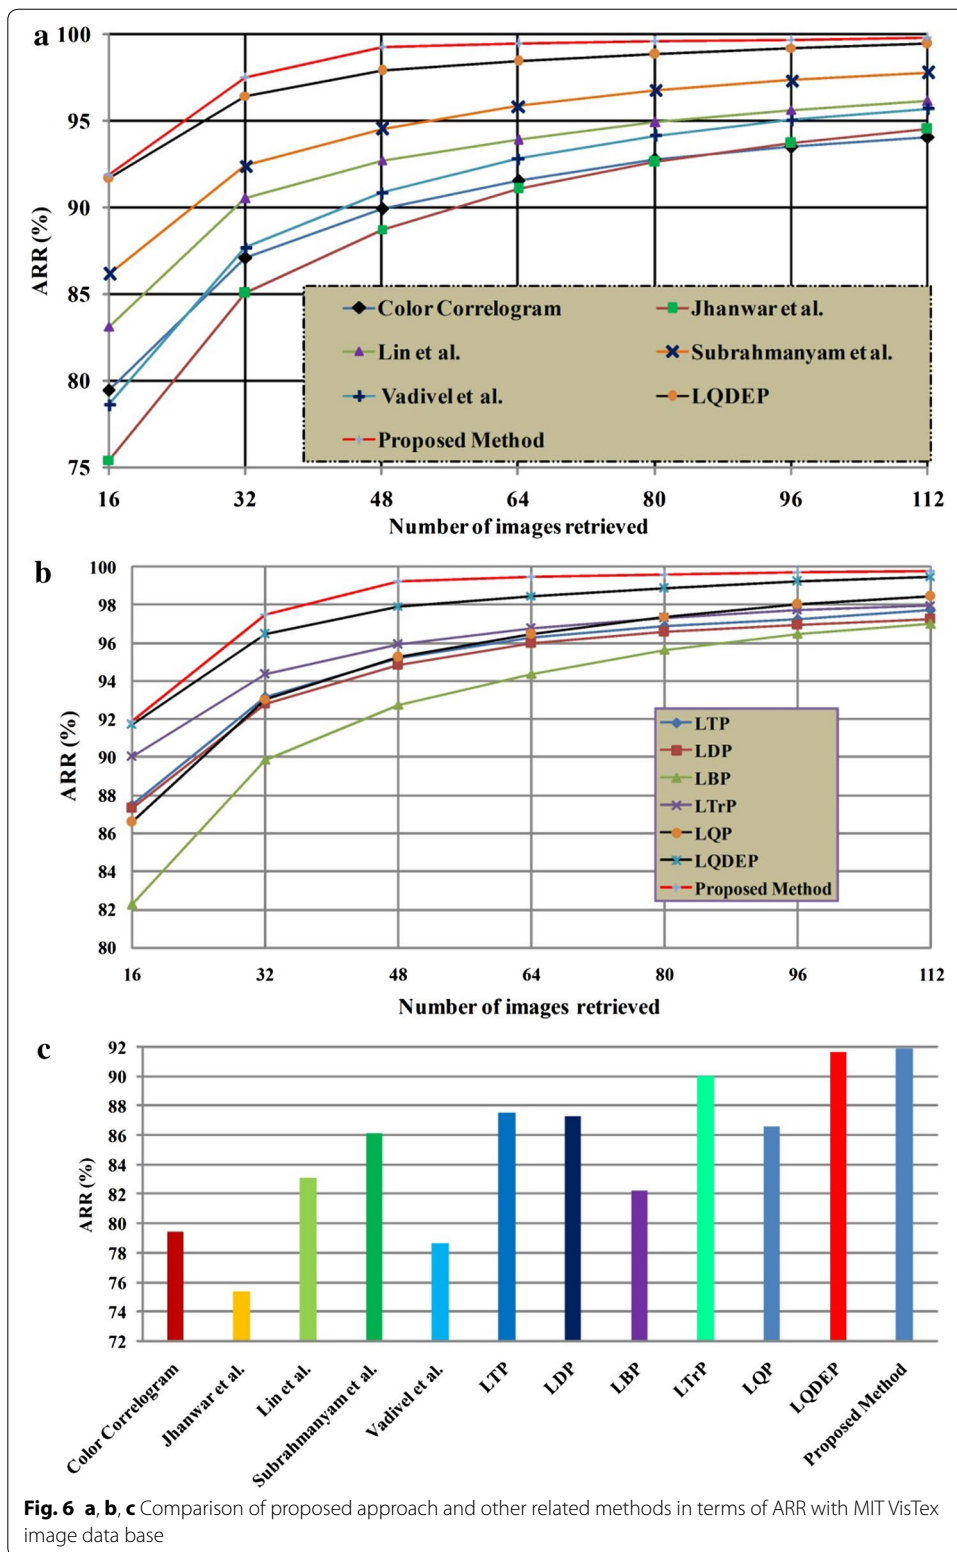 a
100
95
90
85
80
75
ARR (%)
Color Correlogram
Jhanwar et al.
Lin et al.
Subrahmanyam et al.
Vadivel et al.
LQDEP
Proposed Method
16 32 48 64 80 96 112
Number of images retrieved
b
100
98
96
94
92
90
88
86
84
82
80
ARR (%)
LTP
LDP
LBP
LTrP
LQP
LQDEP
Proposed Method
16 32 48 64 80 96 112
Number of images retrieved
c
92
90
88
86
84
82
80
78
76
74
72
ARR (%)
Color Correlogram
Jhanwar et al.
Lin et al.
Subrahmanyam et al.
Vadivel et al.
LTP
LDP
LBP
LTrP
LQP
LQDEP
Proposed Method
Fig. 6 a, b, c Comparison of proposed approach and other related methods in terms of ARR with MIT VisTex
image data base